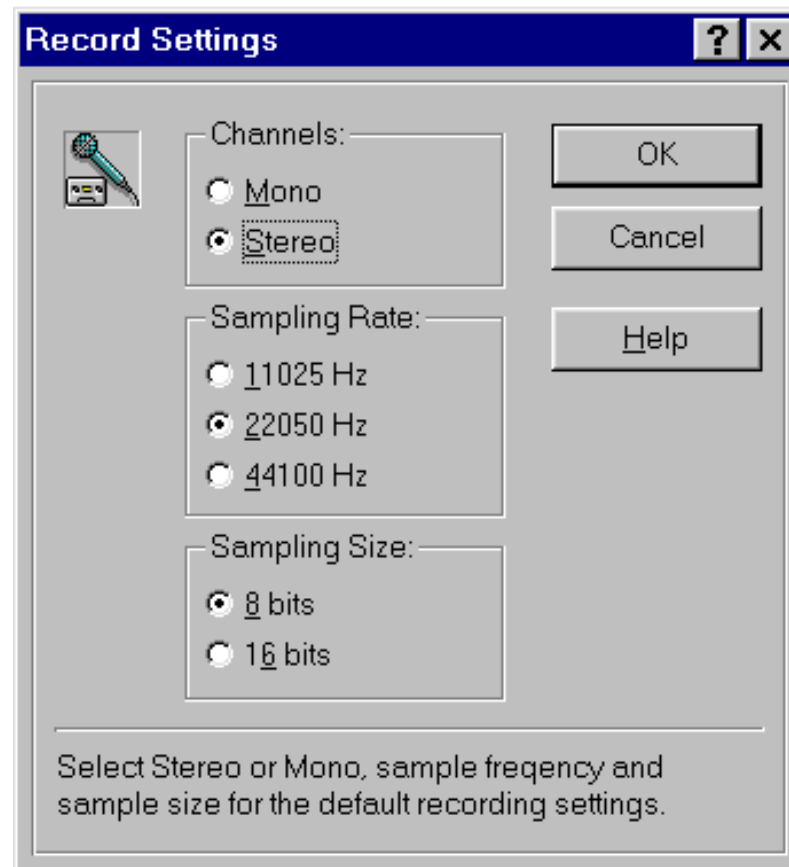 Record Settings
Channels:
Mono
Stereo
Sampling Rate:
11025 Hz
22050 Hz
44100 Hz
Sampling Size:
8 bits
16 bits
OK
Cancel
Help
Select Stereo or Mono, sample freqency and
sample size for the default recording settings.